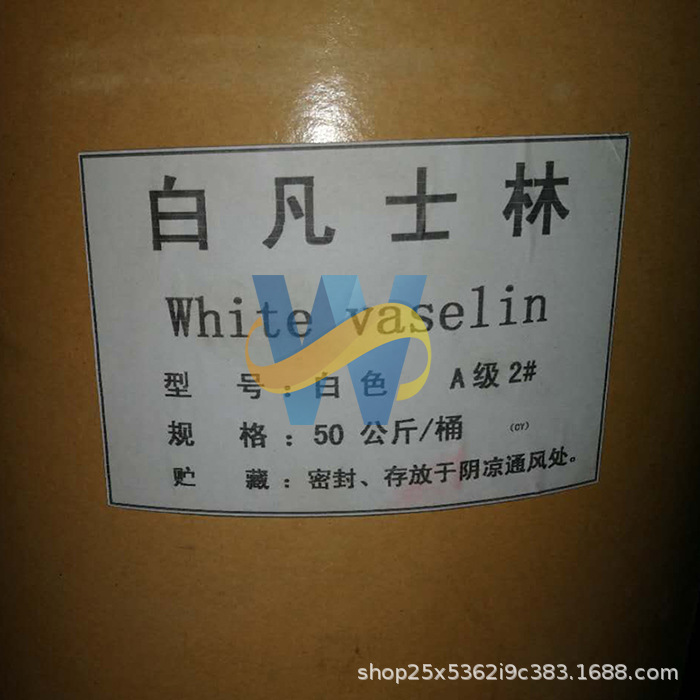 白凡士林
White vaselin
型 号：白 色 A级2#
规 格：50 公斤/桶 (CY)
贮 藏：密封、存放于阴凉通风处。
shop25x5362i9c383.1688.com